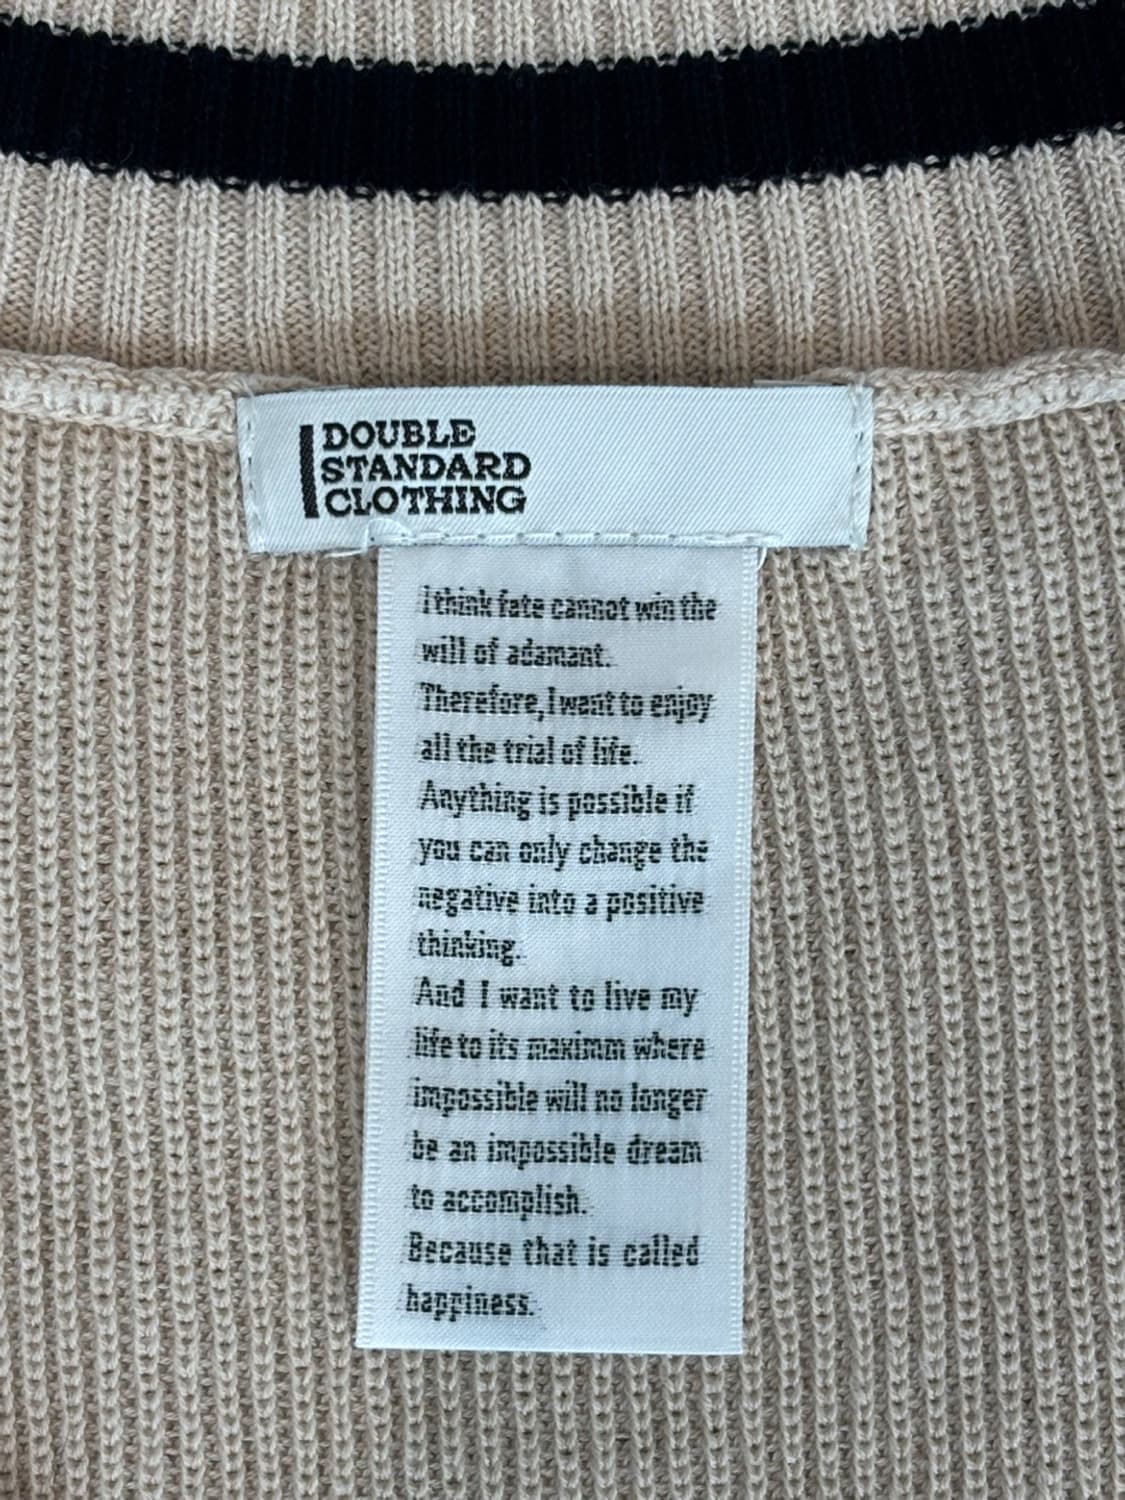 DOUBLE
STANDARD
CLOTHING
I think fate cannot win the
will of adamant.
Therefore, I want to enjoy
all the trial of life.
Anything is possible if
you can only change the
negative into a positive
thinking.
And I want to live my
life to its maximm where
impossible will no longer
be an impossible dream
to accomplish.
Because that is called
happiness.